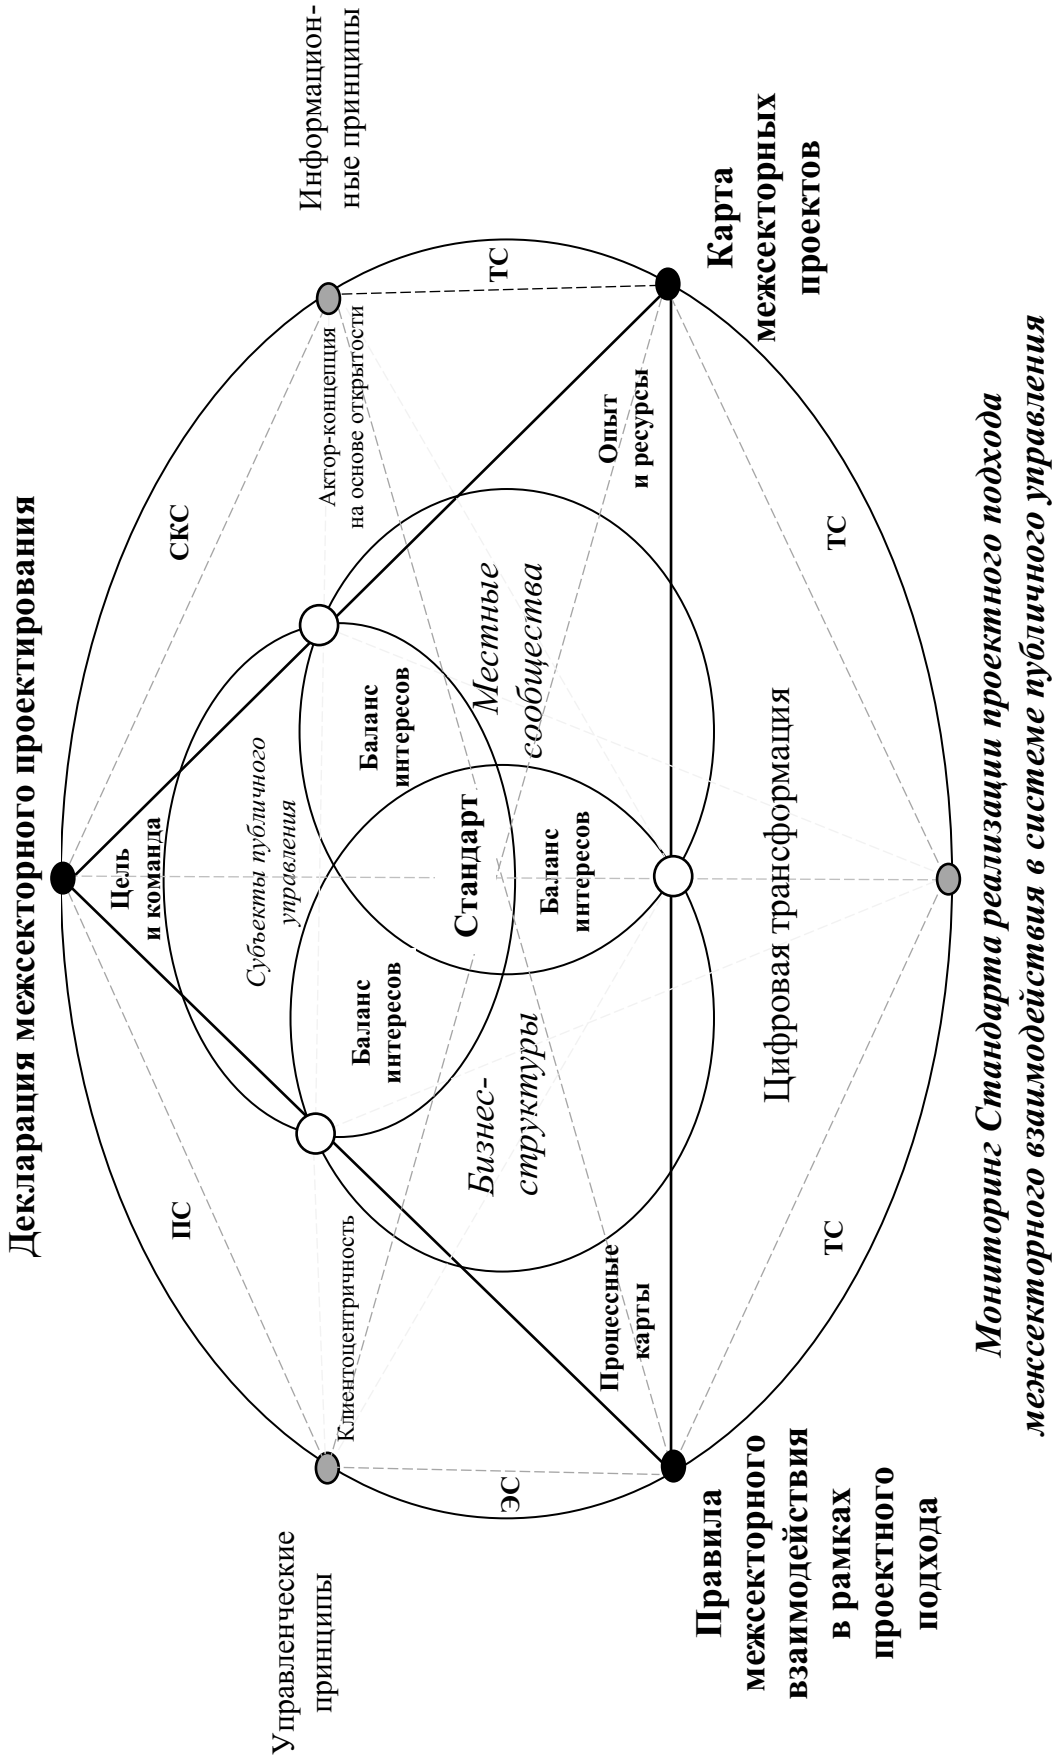 Декларация межсекторного проектирования
Управленческие
принципы
Информацион-
ные принципы
ПС
СКС
Цель
и команда
Субъекты публичного
управления
Клиентоцентричность
Актор-концепция
на основе открытости
Баланс
интересов
Баланс
интересов
Стандарт
ЭС
ТС
Бизнес-
структуры
Местные
сообщества
Баланс
интересов
Процессные
карты
Опыт
и ресурсы
Правила
межсекторного
взаимодействия
в рамках
проектного
подхода
Карта
межсекторных
проектов
Цифровая трансформация
ТС
ТС
Мониторинг Стандарта реализации проектного подхода
межсекторного взаимодействия в системе публичного управления